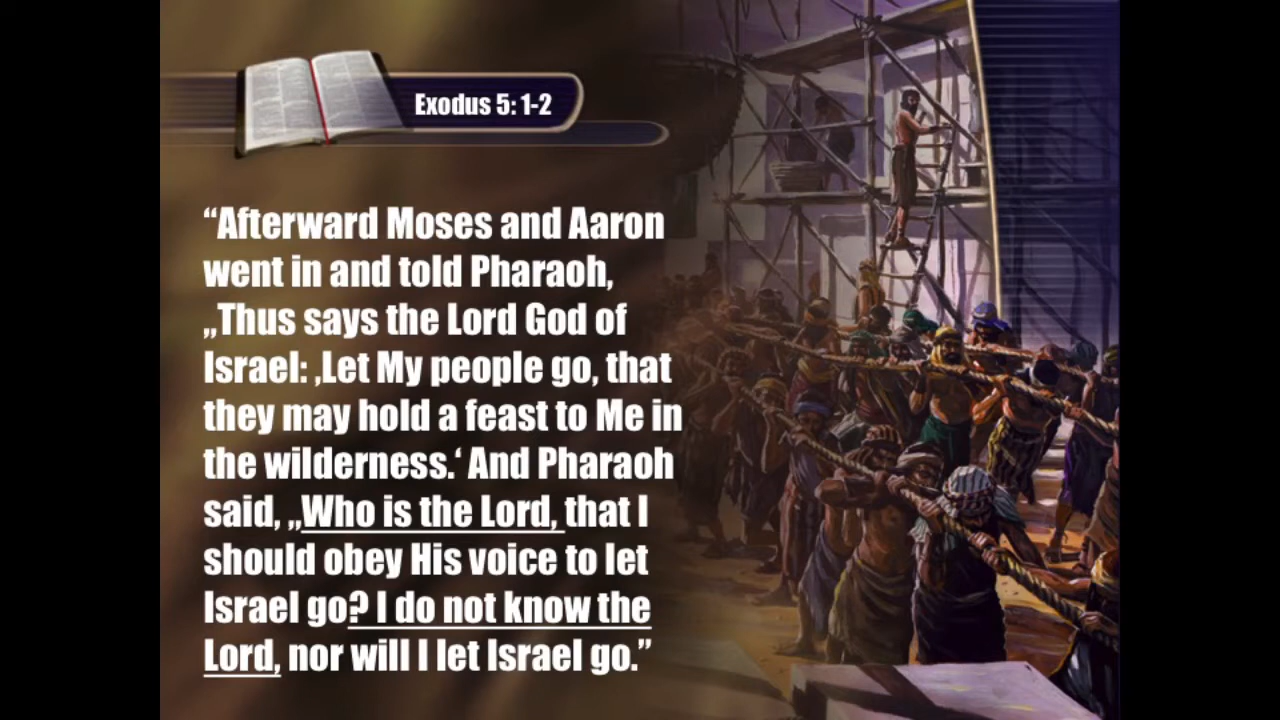 Exodus 5: 1-2
“Afterward Moses and Aaron
went in and told Pharaoh,
„Thus says the Lord God of
Israel: ‚Let My people go, that
they may hold a feast to Me in
the wilderness.‘ And Pharaoh
said, „Who is the Lord, that I
should obey His voice to let
Israel go? I do not know the
Lord, nor will I let Israel go.”